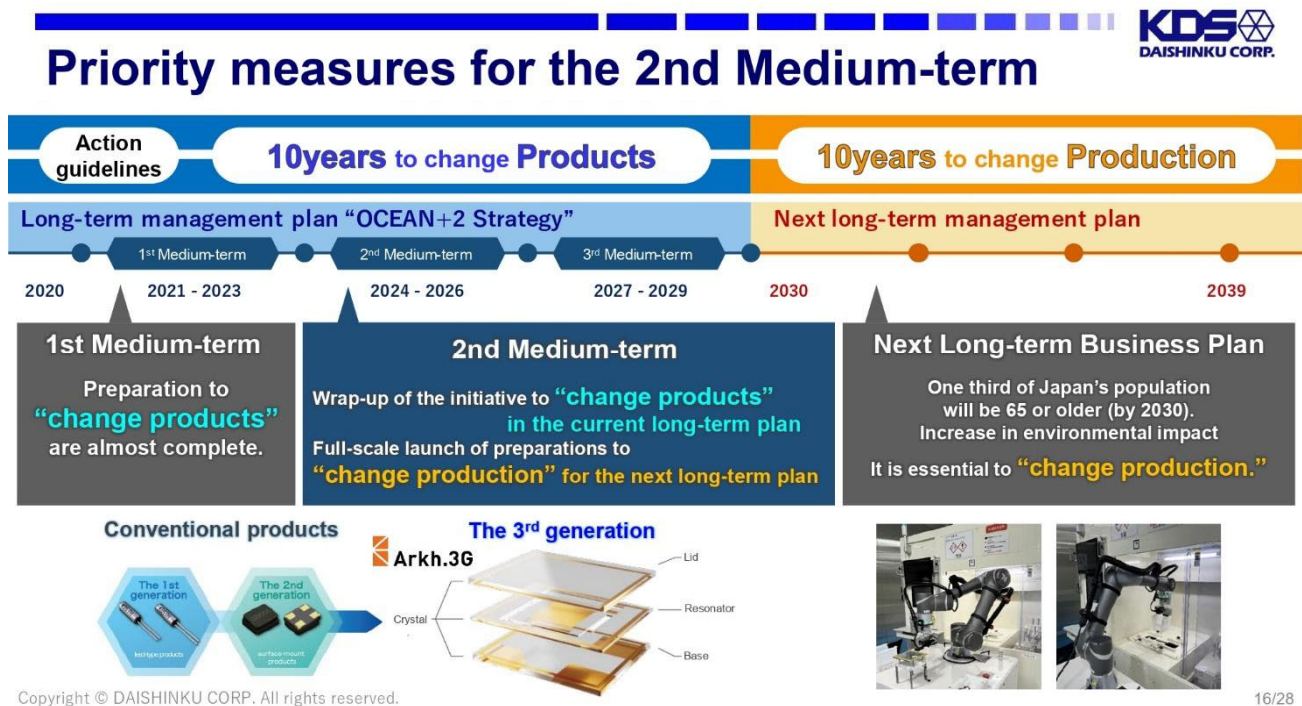 KDS
DAISHINKU CORP.
Priority measures for the 2nd Medium-term
Action
guidelines
10years to change Products
10years to change Production
Long-term management plan “OCEAN+2 Strategy”
Next long-term management plan
1st Medium-term
2nd Medium-term
3rd Medium-term
2020
2021 - 2023
2024 - 2026
2027 - 2029
2030
2039
1st Medium-term
Preparation to
“change products”
are almost complete.
2nd Medium-term
Wrap-up of the initiative to “change products”
in the current long-term plan
Full-scale launch of preparations to
“change production” for the next long-term plan
Next Long-term Business Plan
One third of Japan’s population
will be 65 or older (by 2030).
Increase in environmental impact
It is essential to “change production.”
Conventional products
The 1st
generation
led type products
The 2nd
generation
surface-mount
products
Arkh.3G
The 3rd generation
Crystal
Lid
Resonator
Base
Copyright © DAISHINKU CORP. All rights reserved.
16/28